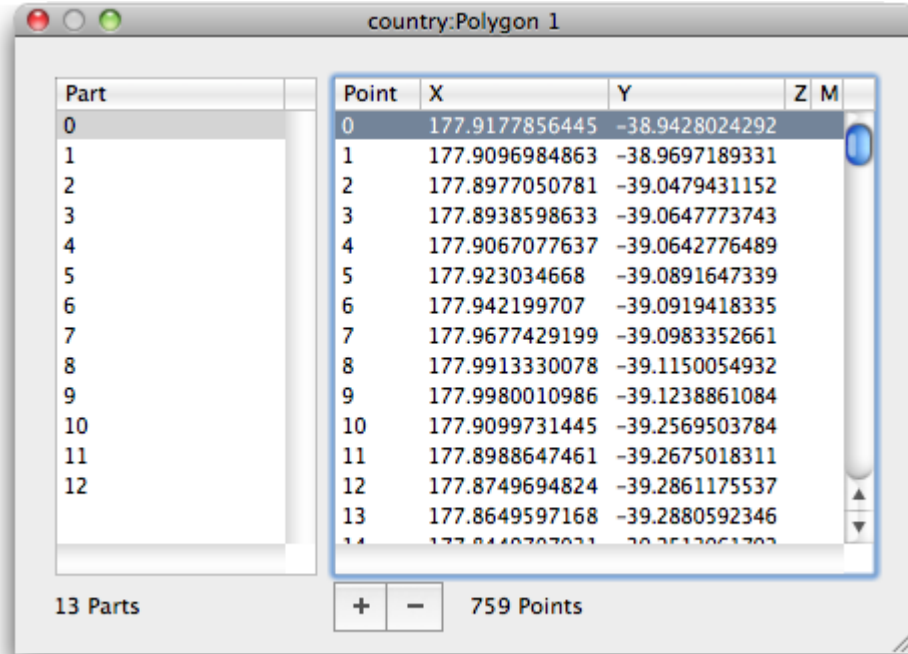 country:Polygon 1
Part
0
1
2
3
4
5
6
7
8
9
10
11
12
13 Parts
Point X Y Z M
0 177.9177856445 -38.9428024292
1 177.9096984863 -38.9697189331
2 177.8977050781 -39.0479431152
3 177.8938598633 -39.0647773743
4 177.9067077637 -39.0642776489
5 177.923034668 -39.0891647339
6 177.942199707 -39.0919418335
7 177.9677429199 -39.0983352661
8 177.9913330078 -39.1150054932
9 177.9980010986 -39.1238861084
10 177.9099731445 -39.2569503784
11 177.8988647461 -39.2675018311
12 177.8749694824 -39.2861175537
13 177.8649597168 -39.2880592346
14
+ −
759 Points